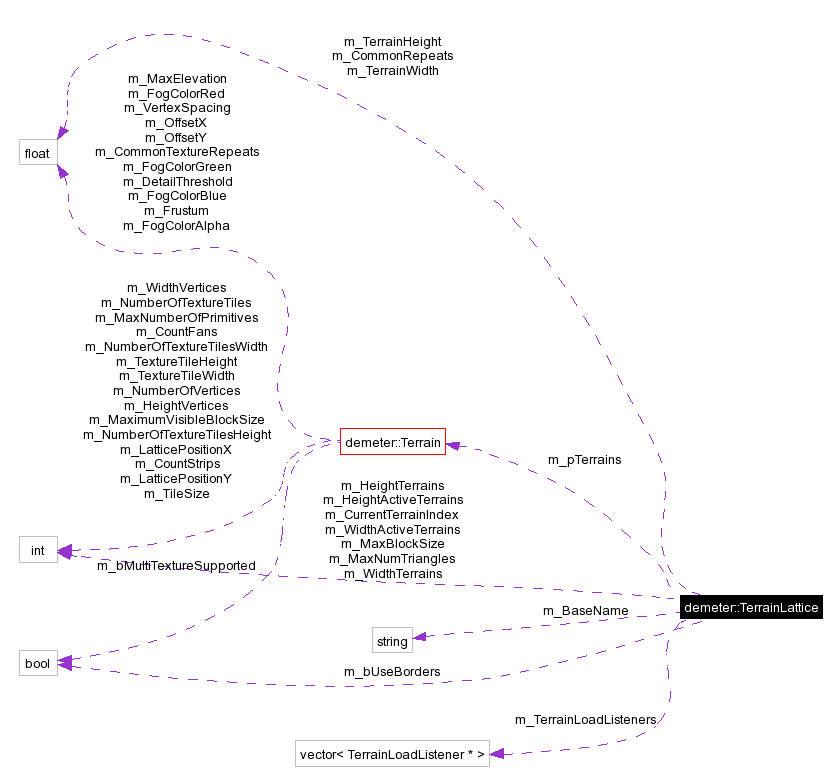 m_TerrainHeight
m_CommonRepeats
m_TerrainWidth
m_MaxElevation
m_FogColorRed
m_VertexSpacing
m_OffsetX
m_OffsetY
m_CommonTextureRepeats
m_FogColorGreen
m_DetailThreshold
m_FogColorBlue
m_Frustum
m_FogColorAlpha
float
m_WidthVertices
m_NumberOfTextureTiles
m_MaxNumberOfPrimitives
m_CountFans
m_NumberOfTextureTilesWidth
m_TextureTileHeight
m_TextureTileWidth
m_NumberOfVertices
m_HeightVertices
m_MaximumVisibleBlockSize
m_NumberOfTextureTilesHeight
m_LatticePositionX
m_CountStrips
m_LatticePositionY
m_TileSize
demeter::Terrain
m_pTerrains
m_HeightTerrains
m_HeightActiveTerrains
m_CurrentTerrainIndex
m_WidthActiveTerrains
m_MaxBlockSize
m_MaxNumTriangles
m_WidthTerrains
int
m_bMultiTextureSupported
demeter::TerrainLattice
m_BaseName
string
bool
m_bUseBorders
m_TerrainLoadListeners
vector< TerrainLoadListener * >